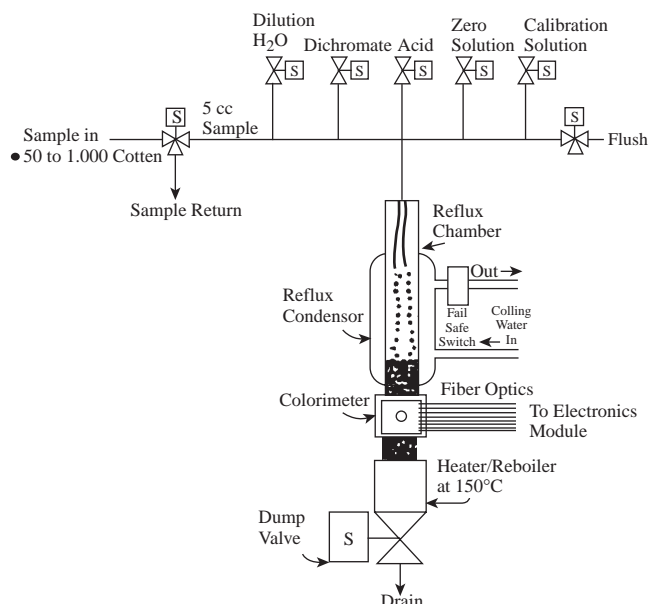 Dilution
H2O
Dichromate
Acid
Zero
Solution
Calibration
Solution
S
S
S
S
S
S
S
5 cc
Sample
Sample in
• 50 to 1.000 Cotten
Flush
Sample Return
Reflux
Chamber
Out
Reflux
Condensor
Fail
Safe
Switch
Colling
Water
In
Colorimeter
Fiber Optics
To Electronics
Module
Heater/Reboiler
at 150°C
Dump
Valve
S
Drain